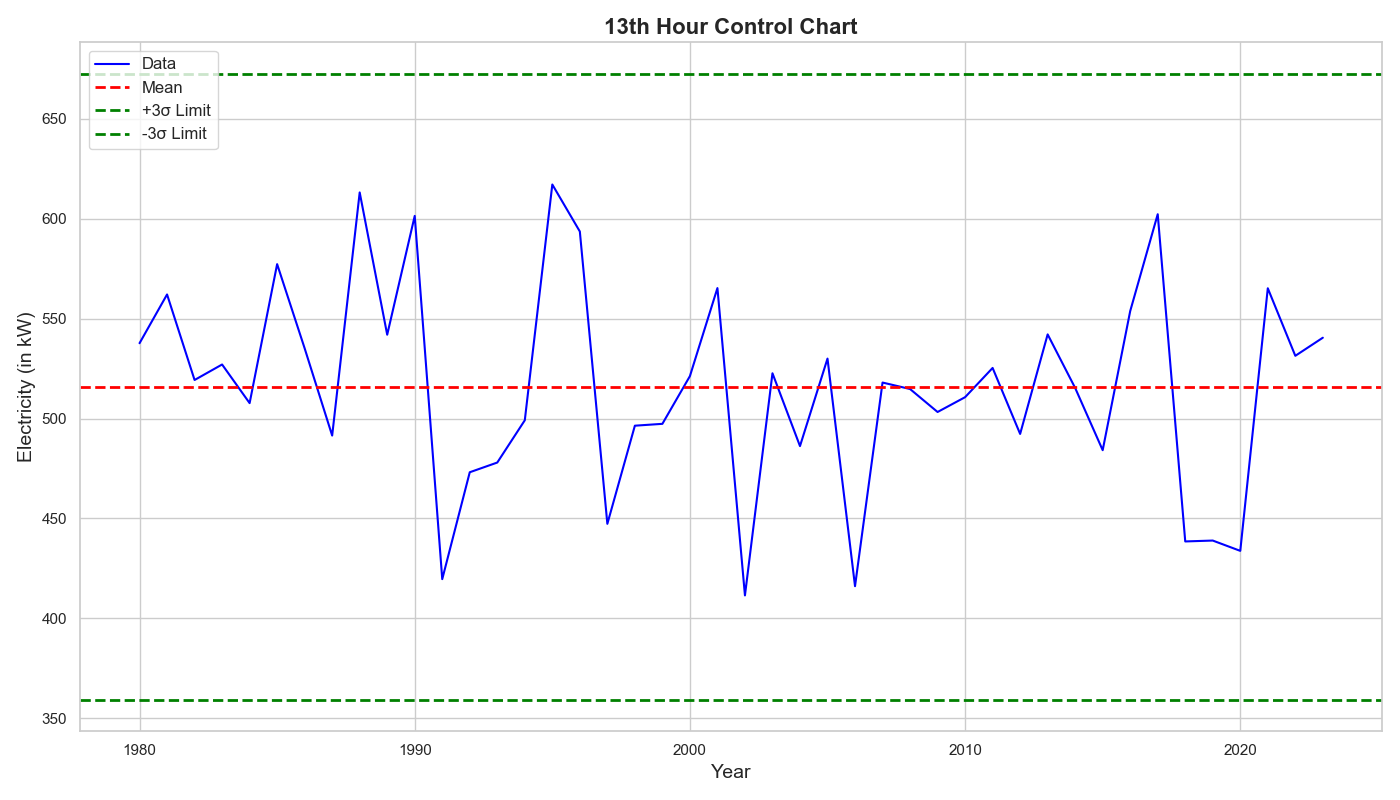 13th Hour Control Chart
Data
Mean
+3σ Limit
-3σ Limit
Electricity (in kW)
650
600
550
500
450
400
350
1980
1990
2000
2010
2020
Year